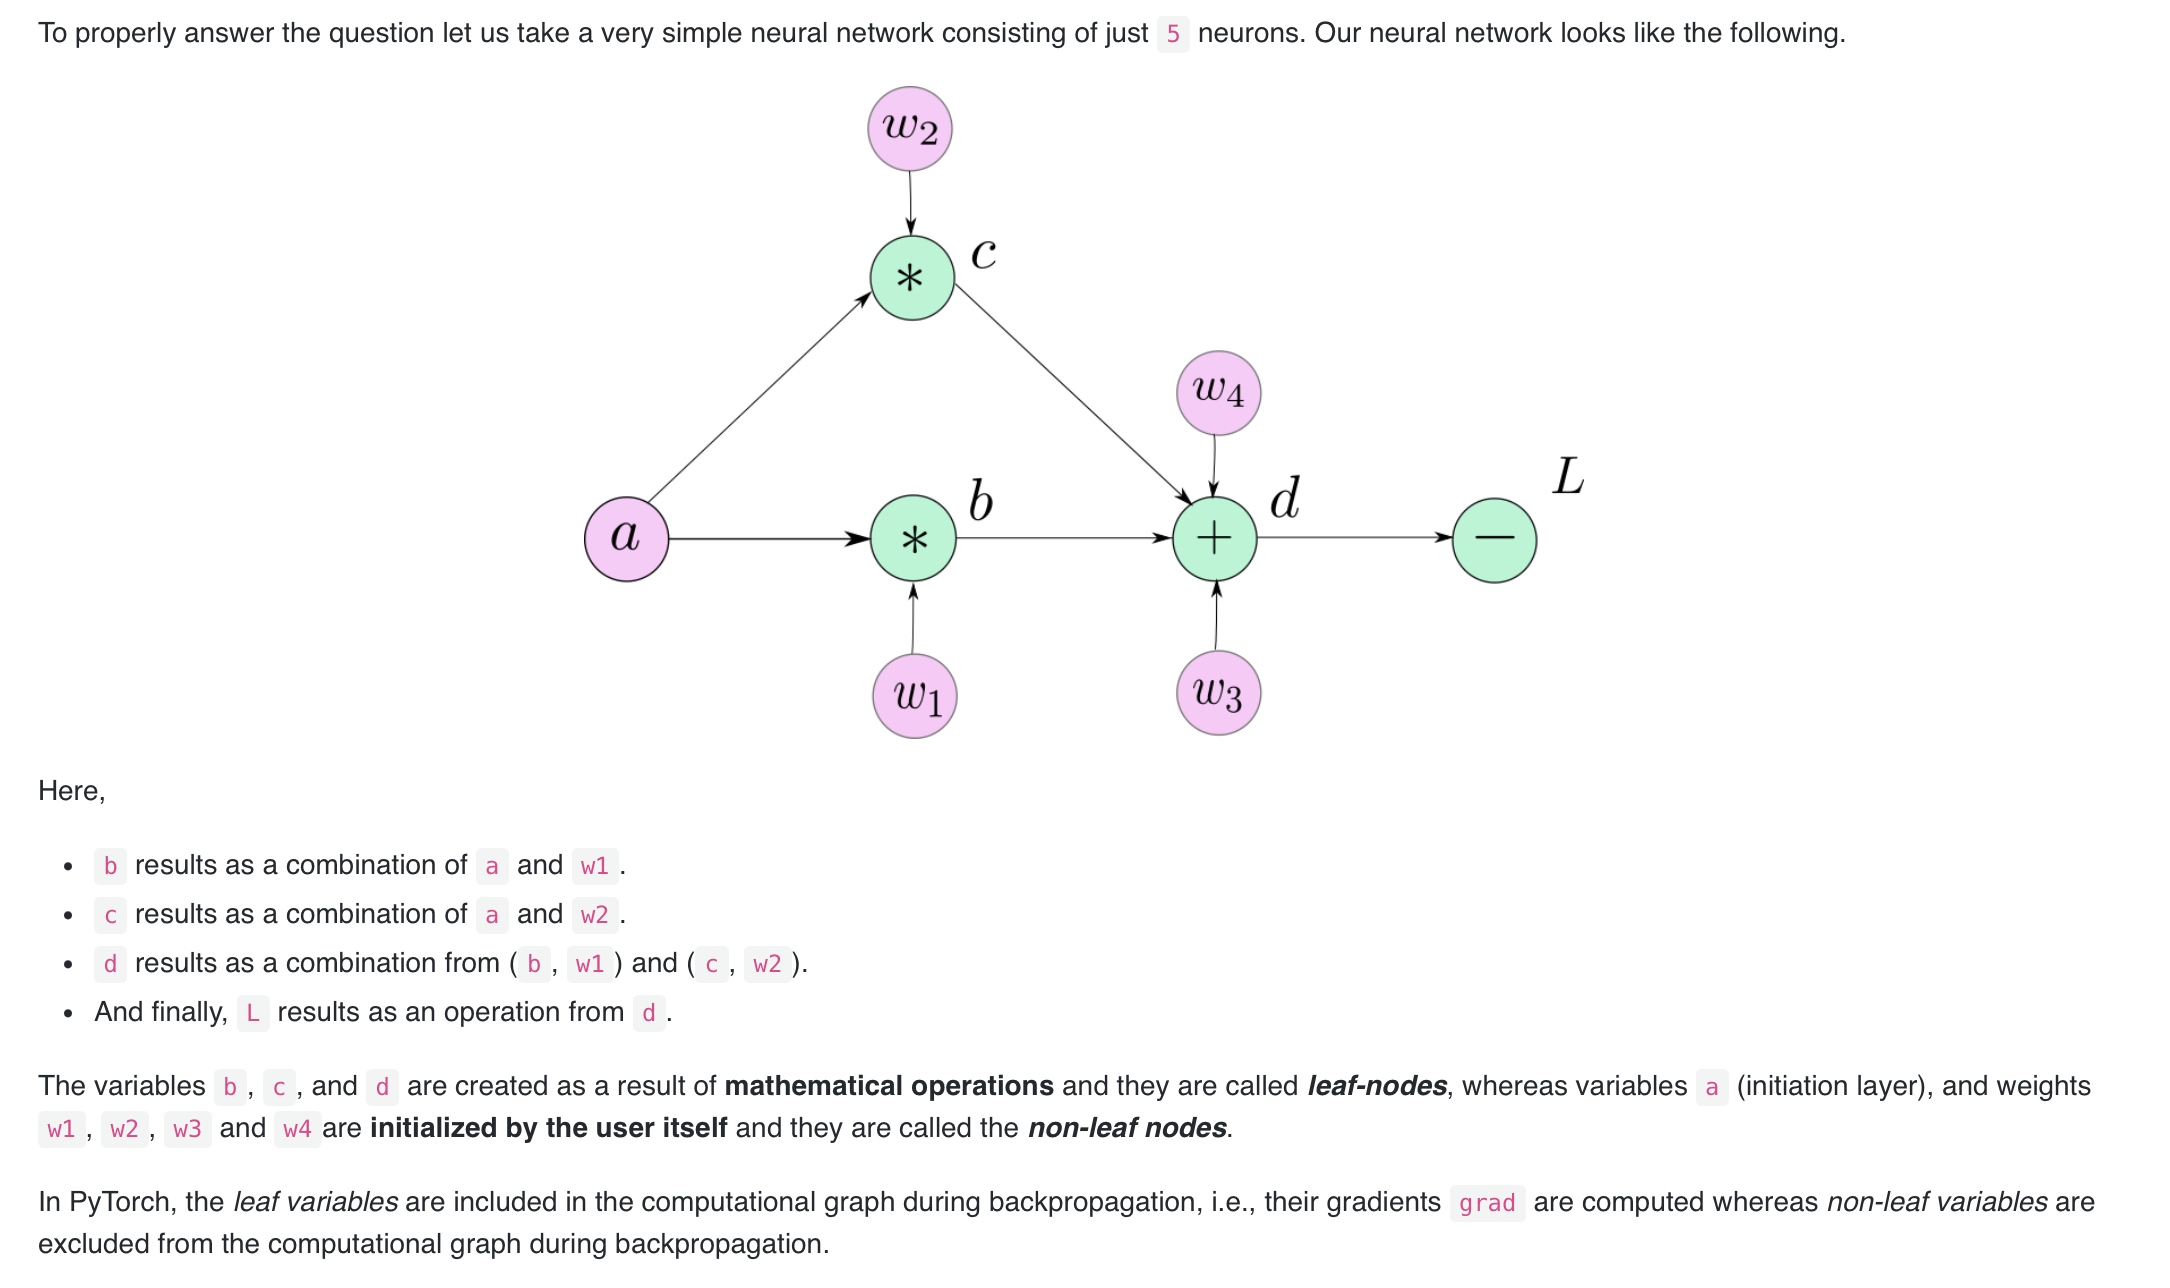 To properly answer the question let us take a very simple neural network consisting of just 5 neurons. Our neural network looks like the following.
w2
* c
w4
L
a
* b
+ d
−
w1
w3
Here,
• b results as a combination of a and w1 .
• c results as a combination of a and w2 .
• d results as a combination from ( b , w1 ) and ( c , w2 ).
• And finally, L results as an operation from d .
The variables b , c , and d are created as a result of mathematical operations and they are called leaf-nodes, whereas variables a (initiation layer), and weights
w1 , w2 , w3 and w4 are initialized by the user itself and they are called the non-leaf nodes.
In PyTorch, the leaf variables are included in the computational graph during backpropagation, i.e., their gradients grad are computed whereas non-leaf variables are
excluded from the computational graph during backpropagation.